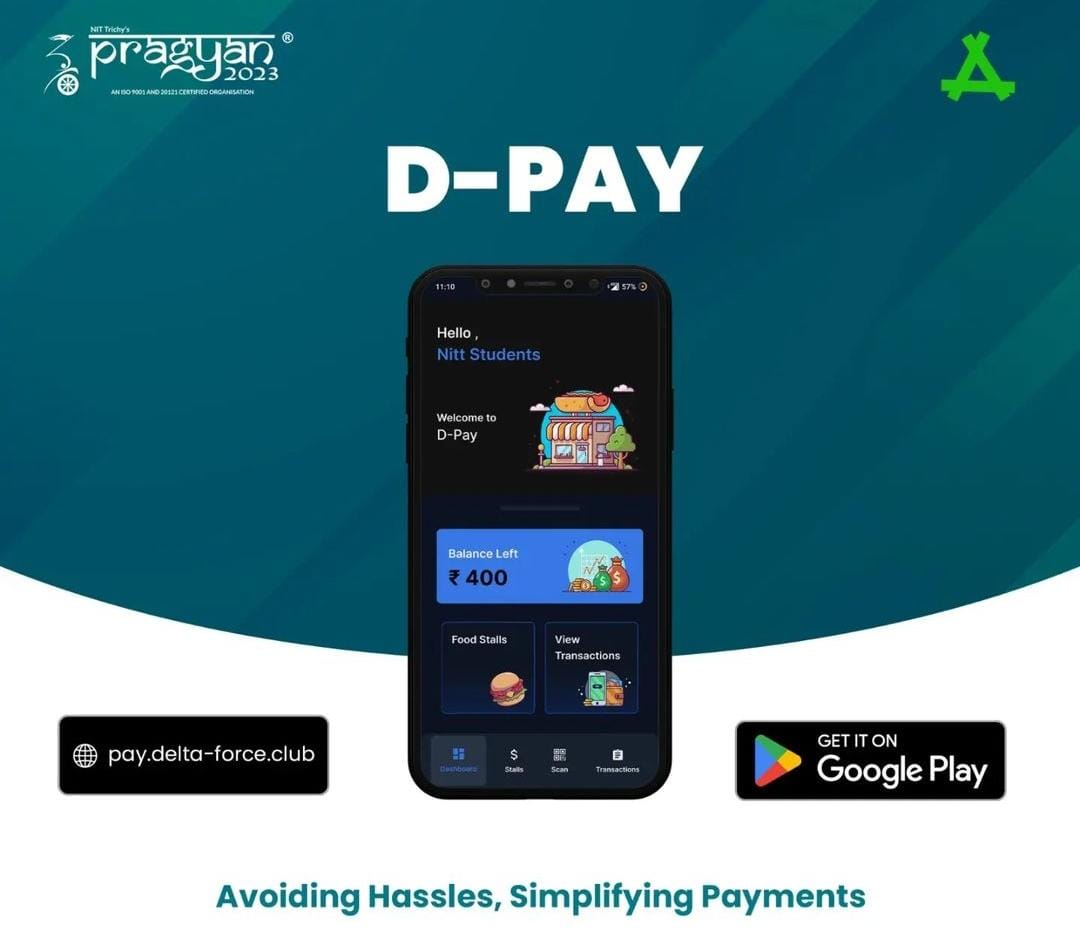 NIT Trichy's
pragyan®
2023
AN ISO 9001 AND 20121 CERTIFIED ORGANISATION
D-PAY
11:10
57%
Hello ,
Nitt Students
Welcome to
D-Pay
Balance Left
₹ 400
Food Stalls
View
Transactions
Dashboard
Stalls
Scan
Transactions
pay.delta-force.club
GET IT ON
Google Play
Avoiding Hassles, Simplifying Payments